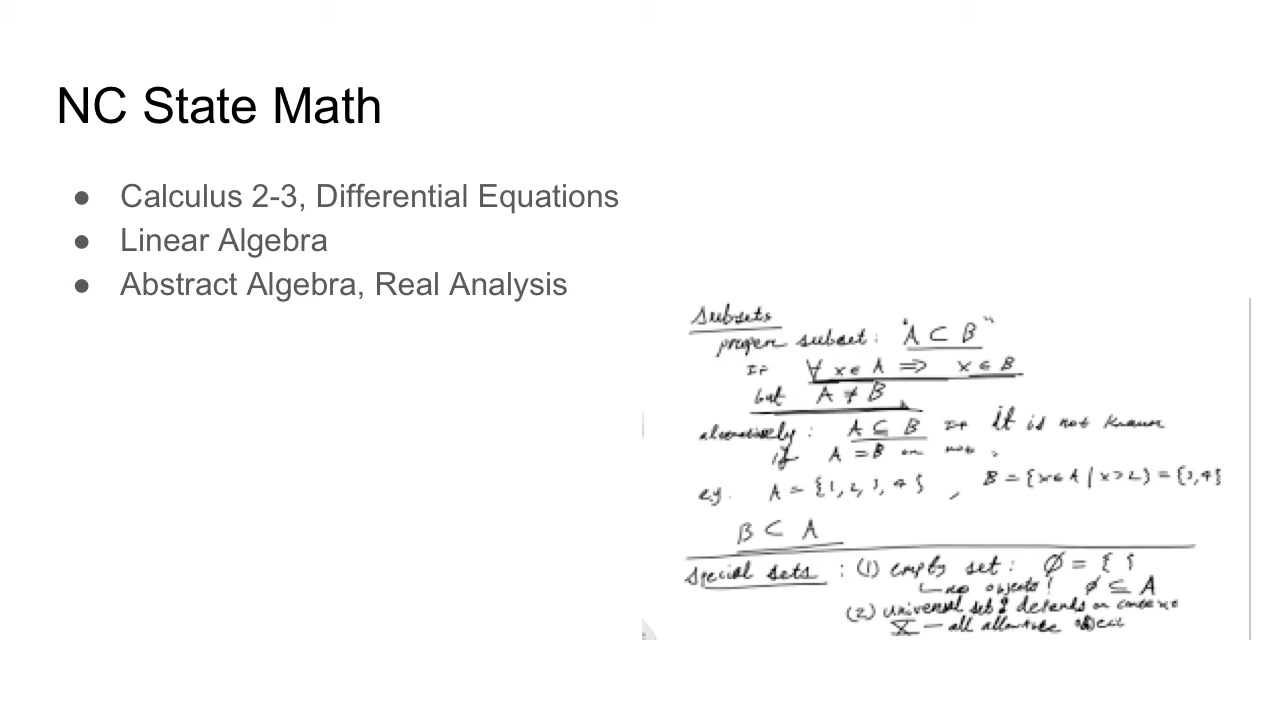 NC State Math
● Calculus 2-3, Differential Equations
● Linear Algebra
● Abstract Algebra, Real Analysis
Subsets
proper subset: "A ⊂ B"
If ∀ x ∈ A ⟹ x ∈ B
but A ≠ B
alternatively: A ⊆ B If it is not known
if A = B or not.
e.g. A = {1, 2, 3, 4}, B = {x ∈ A | x > 2} = {3, 4}
B ⊂ A
Special sets: (1) empty set: ∅ = { }
no objects! ∅ ⊆ A
(2) universal set depends on context
X — all allowable objects